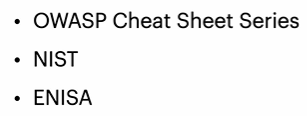 • OWASP Cheat Sheet Series
• NIST
• ENISA